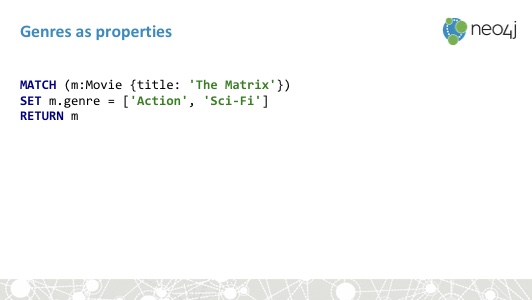 Genres as properties
neo4j
MATCH (m:Movie {title: 'The Matrix'})
SET m.genre = ['Action', 'Sci-Fi']
RETURN m